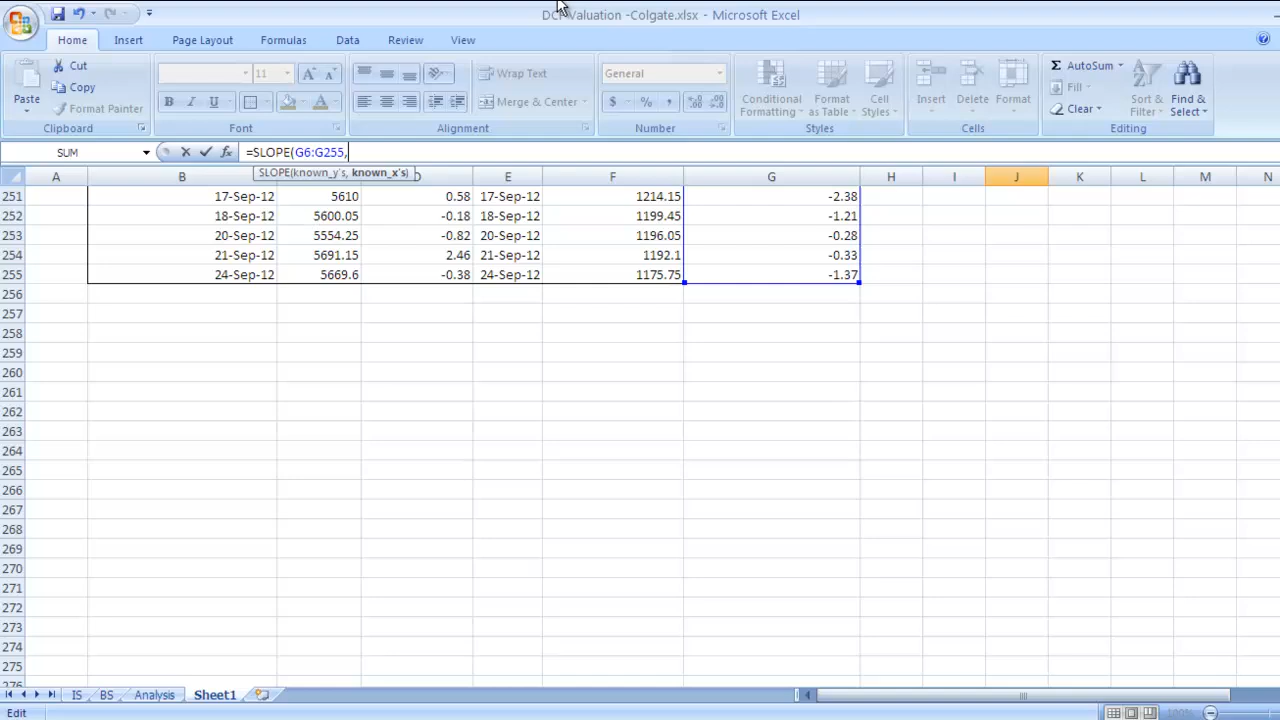 DCF Valuation -Colgate.xlsx - Microsoft Excel
Home Insert Page Layout Formulas Data Review View
Cut
Copy
Format Painter
Paste
Clipboard
11
B I U
Font
Wrap Text
Merge & Center
Alignment
General
$ % ,
Number
Conditional Formatting
Format as Table
Cell Styles
Styles
Insert Delete Format
Cells
Σ AutoSum
Fill
Clear
Sort & Filter
Find & Select
Editing
SUM fx =SLOPE(G6:G255,
SLOPE(known_y's, known_x's)
A B D E F G H I J K L M N
251 17-Sep-12 5610 0.58 17-Sep-12 1214.15 -2.38
252 18-Sep-12 5600.05 -0.18 18-Sep-12 1199.45 -1.21
253 20-Sep-12 5554.25 -0.82 20-Sep-12 1196.05 -0.28
254 21-Sep-12 5691.15 2.46 21-Sep-12 1192.1 -0.33
255 24-Sep-12 5669.6 -0.38 24-Sep-12 1175.75 -1.37
256
257
258
259
260
261
262
263
264
265
266
267
268
269
270
271
272
273
274
275
276
IS BS Analysis Sheet1
Edit 100%